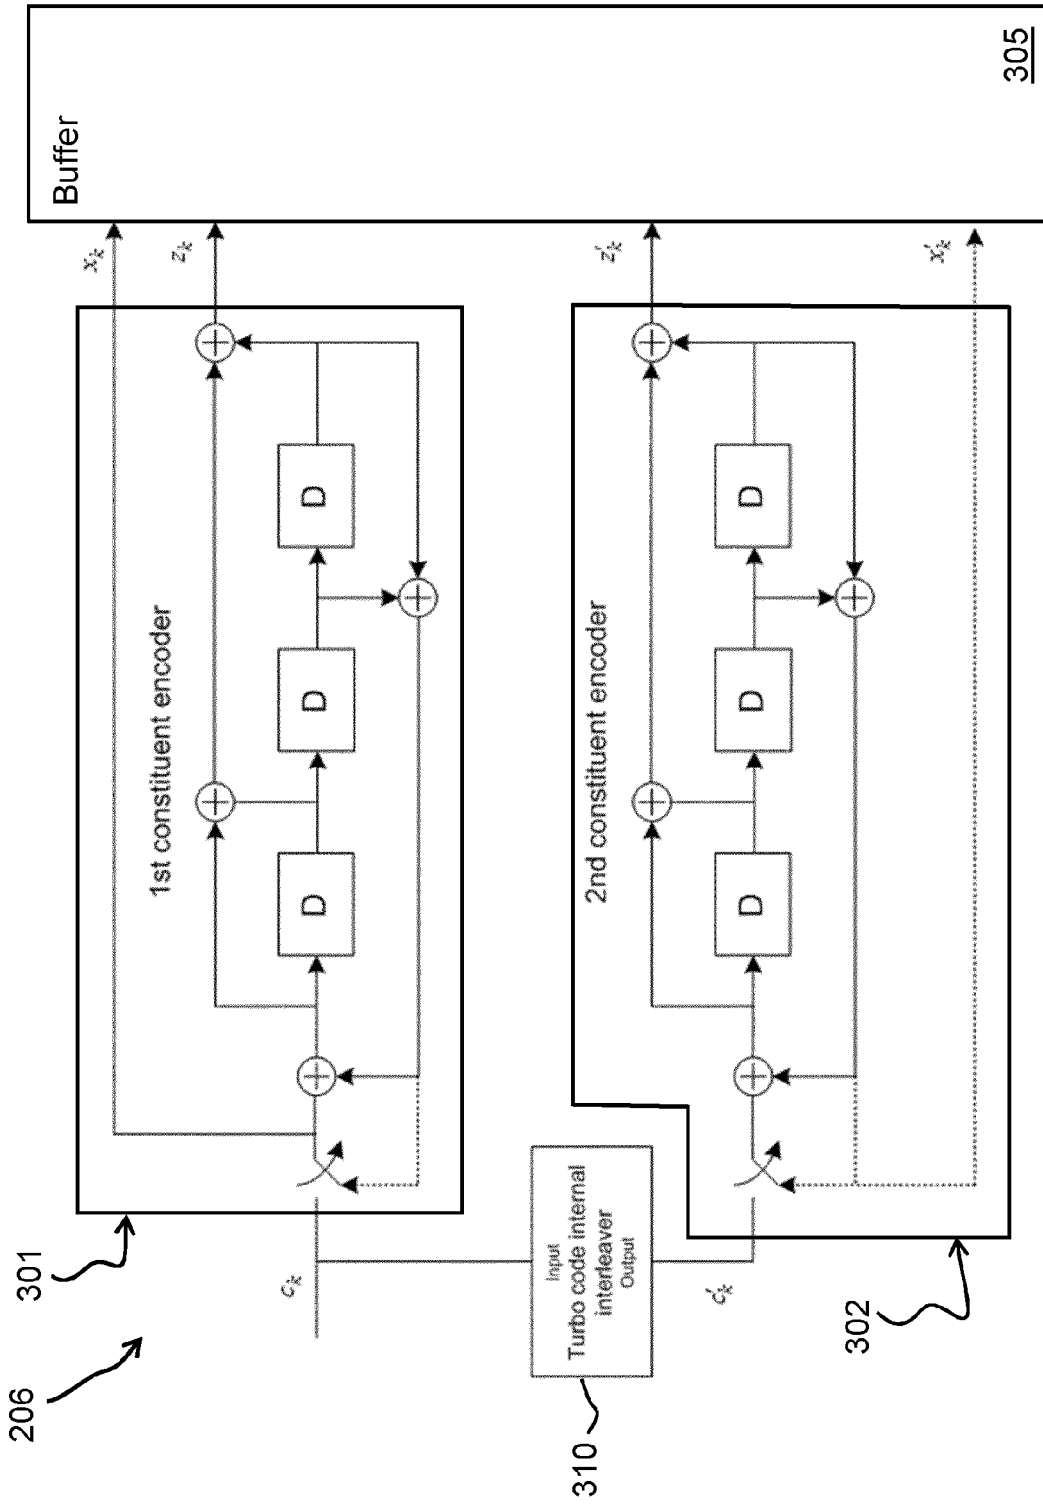 206
301
1st constituent encoder
x_k
z_k
D
D
D
Buffer
305
c_k
310
Input
Turbo code internal
interleaver
Output
c'_k
302
2nd constituent encoder
z'_k
D
D
D
x'_k